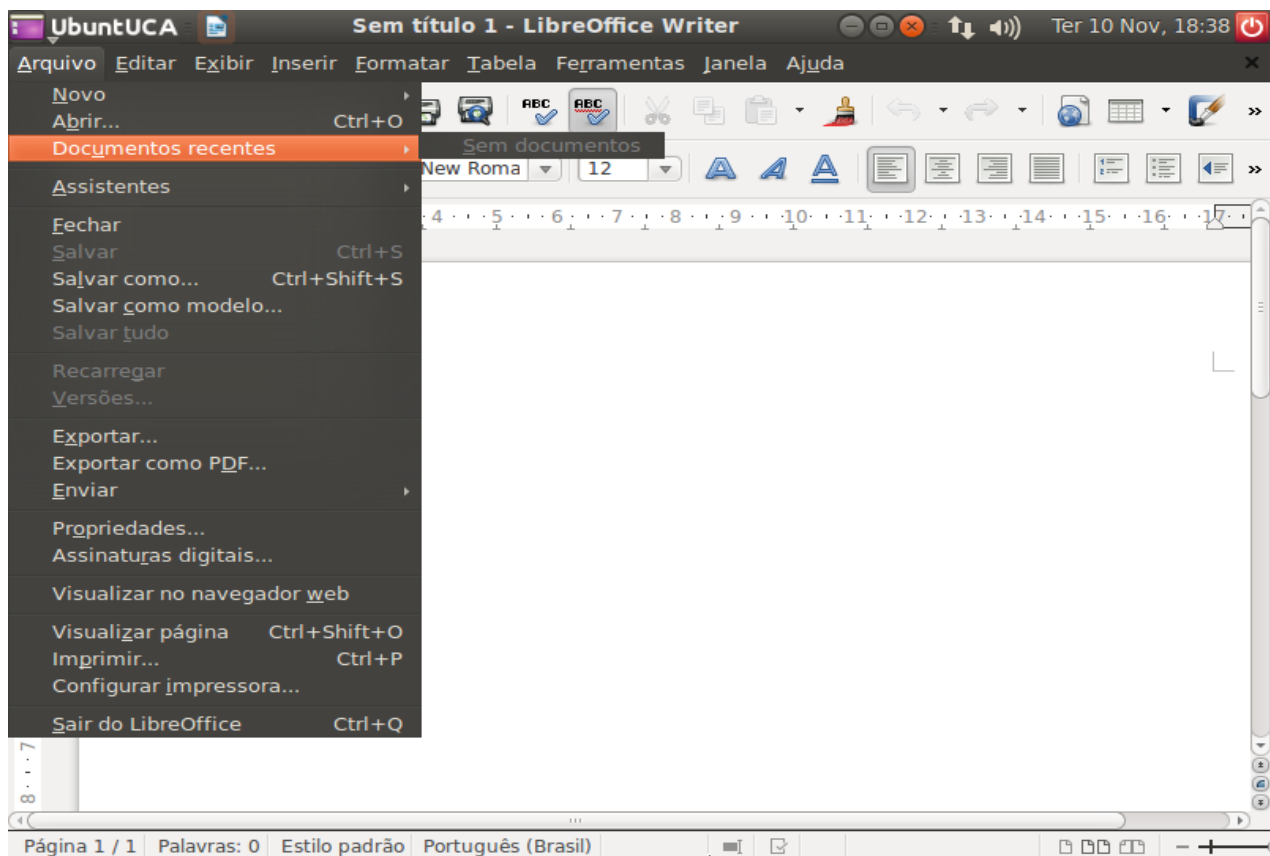 UbuntUCA Sem título 1 - LibreOffice Writer Ter 10 Nov, 18:38
Arquivo Editar Exibir Inserir Formatar Tabela Ferramentas Janela Ajuda
Novo
Abrir... Ctrl+O
Documentos recentes
Sem documentos
Assistentes
Fechar
Salvar Ctrl+S
Salvar como... Ctrl+Shift+S
Salvar como modelo...
Salvar tudo
Recarregar
Versões...
Exportar...
Exportar como PDF...
Enviar
Propriedades...
Assinaturas digitais...
Visualizar no navegador web
Visualizar página Ctrl+Shift+O
Imprimir... Ctrl+P
Configurar impressora...
Sair do LibreOffice Ctrl+Q
ABC ABC
New Roma 12
4 5 6 7 8 9 10 11 12 13 14 15 16 17
7
8
Página 1 / 1 Palavras: 0 Estilo padrão Português (Brasil)